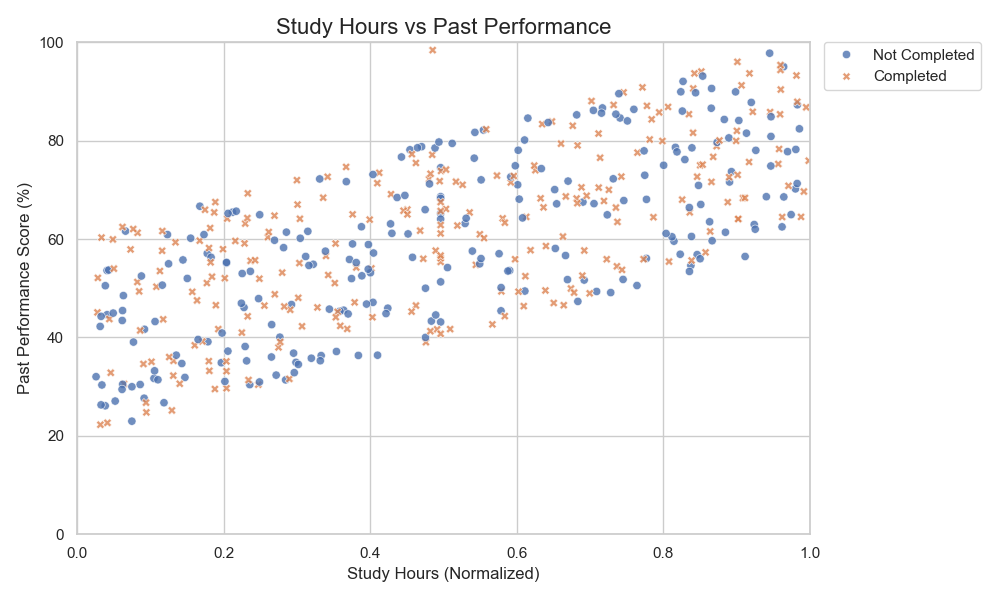 Study Hours vs Past Performance
Not Completed
Completed
100
80
60
40
20
0
Past Performance Score (%)
0.0 0.2 0.4 0.6 0.8 1.0
Study Hours (Normalized)